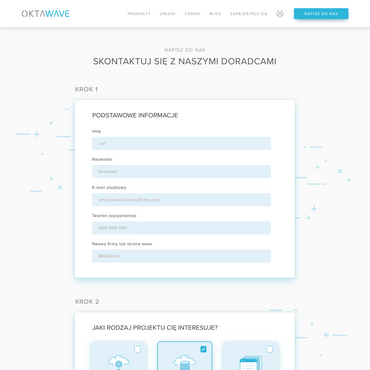 OKTAWAVE
PRODUKTY USŁUGI CENNIK BLOG ZAREJESTRUJ SIĘ NAPISZ DO NAS
NAPISZ DO NAS
SKONTAKTUJ SIĘ Z NASZYMI DORADCAMI
KROK 1
PODSTAWOWE INFORMACJE
Imię
Jan
Nazwisko
Kowalski
E-mail służbowy
jan.kowalski@mojafirma.com
Telefon (opcjonalnie)
000 000 000
Nazwa firmy lub strona www
Mojafirma
KROK 2
JAKI RODZAJ PROJEKTU CIĘ INTERESUJE?